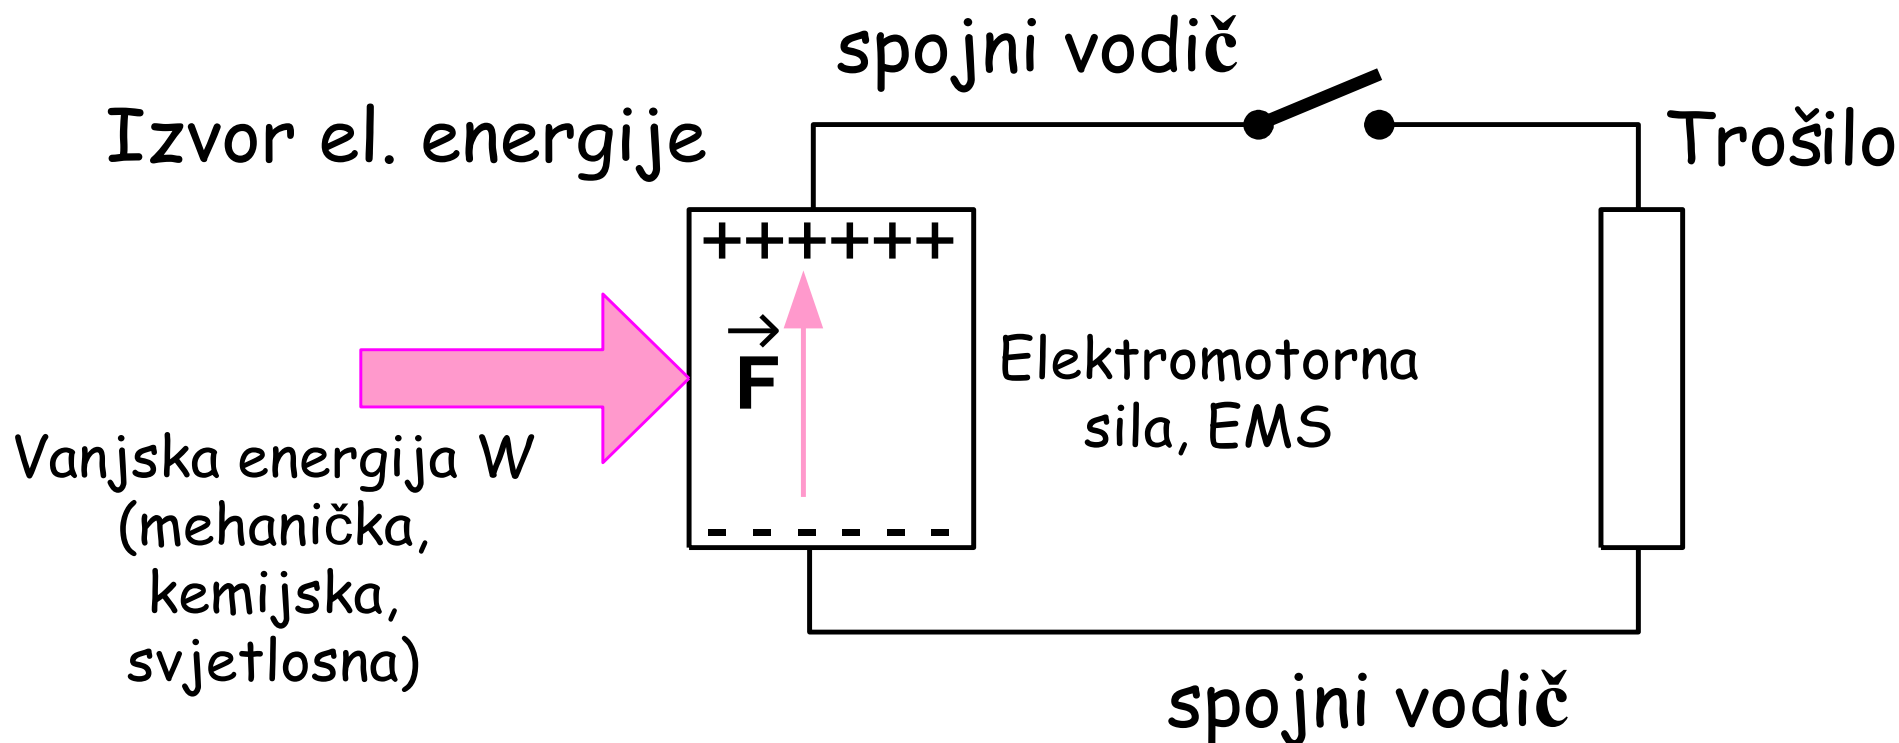 spojni vodič
Izvor el. energije
Trošilo
++++++
F
Elektromotorna
sila, EMS
Vanjska energija W
(mehanička,
kemijska,
svjetlosna)
- - - - - -
spojni vodič